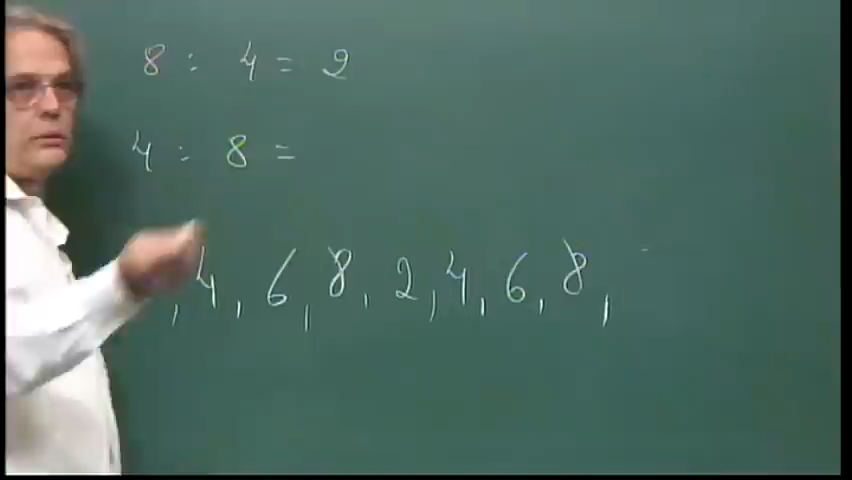 8 : 4 = 2
4 : 8 =
, 4, 6, 8, 2, 4, 6, 8,